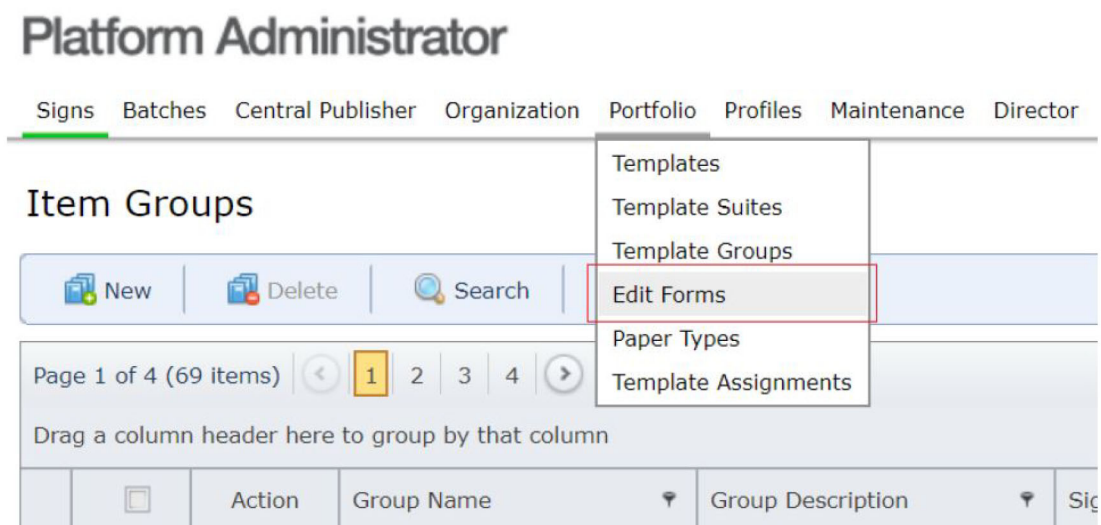 Platform Administrator
Signs Batches Central Publisher Organization Portfolio Profiles Maintenance Director
Templates
Template Suites
Template Groups
Edit Forms
Paper Types
Template Assignments
Item Groups
New Delete Search
Page 1 of 4 (69 items) 1 2 3 4
Drag a column header here to group by that column
Action Group Name Group Description